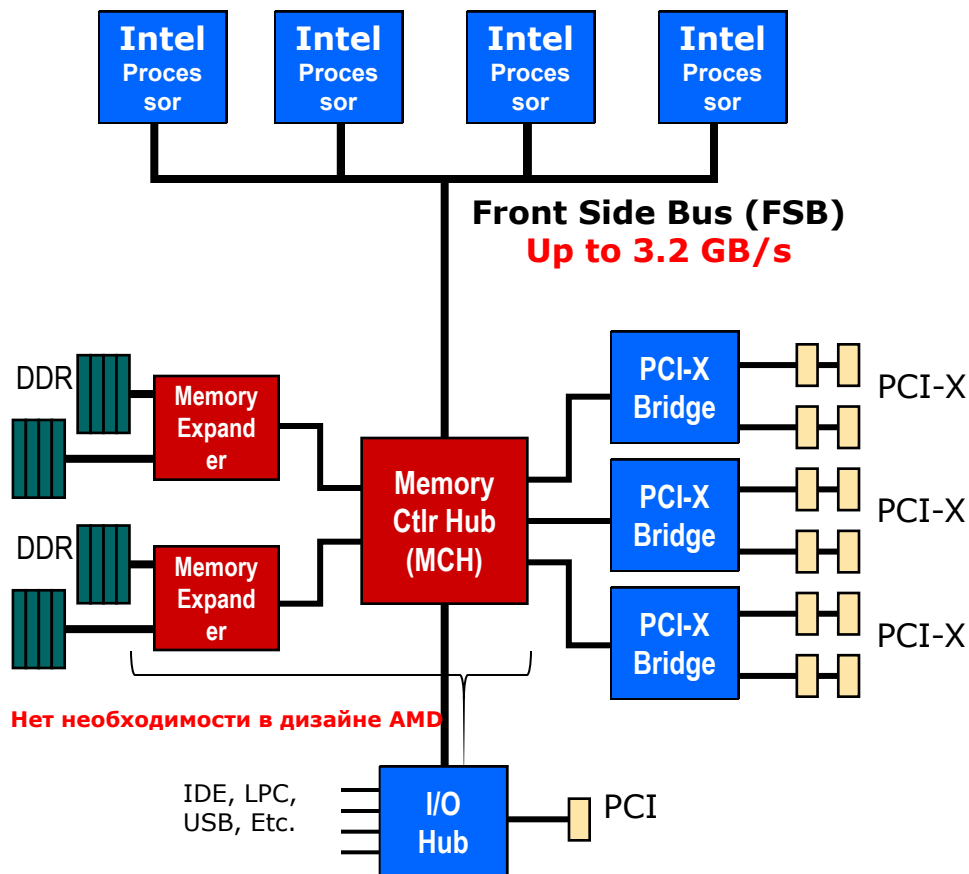 Intel
Proces
sor
Intel
Proces
sor
Intel
Proces
sor
Intel
Proces
sor
Front Side Bus (FSB)
Up to 3.2 GB/s
DDR
Memory
Expand
er
DDR
Memory
Expand
er
Memory
Ctlr Hub
(MCH)
PCI-X
Bridge
PCI-X
PCI-X
Bridge
PCI-X
PCI-X
Bridge
PCI-X
Нет необходимости в дизайне AMD
IDE, LPC,
USB, Etc.
I/O
Hub
PCI